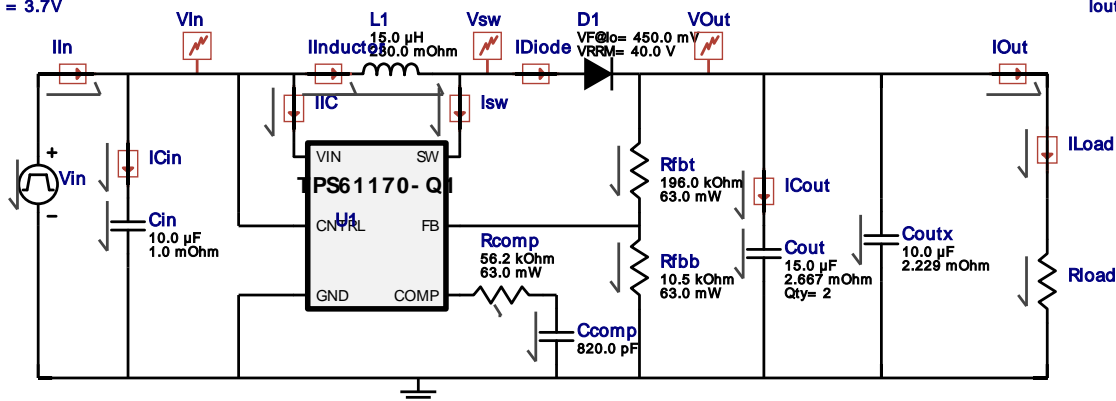 = 3.7V
Iout
VIn
L1
15.0 µH
280.0 mOhm
Vsw
D1
VF@Io= 450.0 mV
VRRM= 40.0 V
VOut
IIn
IInductor
IDiode
IOut
IIC
Isw
ILoad
ICin
VIN
SW
TPS61170-Q1
U1
Vin
+
−
Rfbt
196.0 kOhm
63.0 mW
ICout
Cin
10.0 µF
1.0 mOhm
CNTRL
FB
Rcomp
56.2 kOhm
63.0 mW
Rfbb
10.5 kOhm
63.0 mW
Cout
15.0 µF
2.667 mOhm
Qty= 2
Coutx
10.0 µF
2.229 mOhm
Rload
GND
COMP
Ccomp
820.0 pF